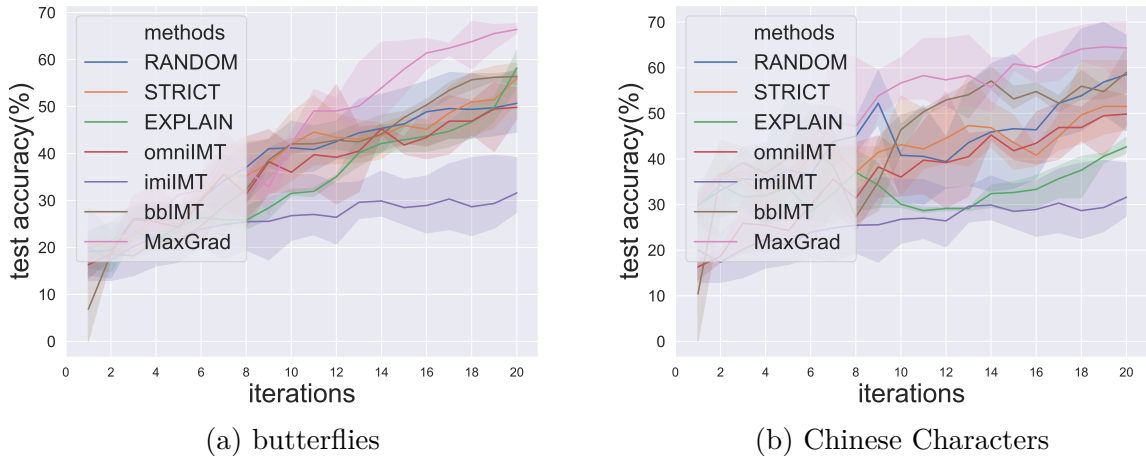 70
60
50
40
30
20
10
0
test accuracy(%)
methods
RANDOM
STRICT
EXPLAIN
omniIMT
imiIMT
bbIMT
MaxGrad
0 2 4 6 8 10 12 14 16 18 20
iterations
(a) butterflies
70
60
50
40
30
20
10
0
test accuracy(%)
methods
RANDOM
STRICT
EXPLAIN
omniIMT
imiIMT
bbIMT
MaxGrad
0 2 4 6 8 10 12 14 16 18 20
iterations
(b) Chinese Characters